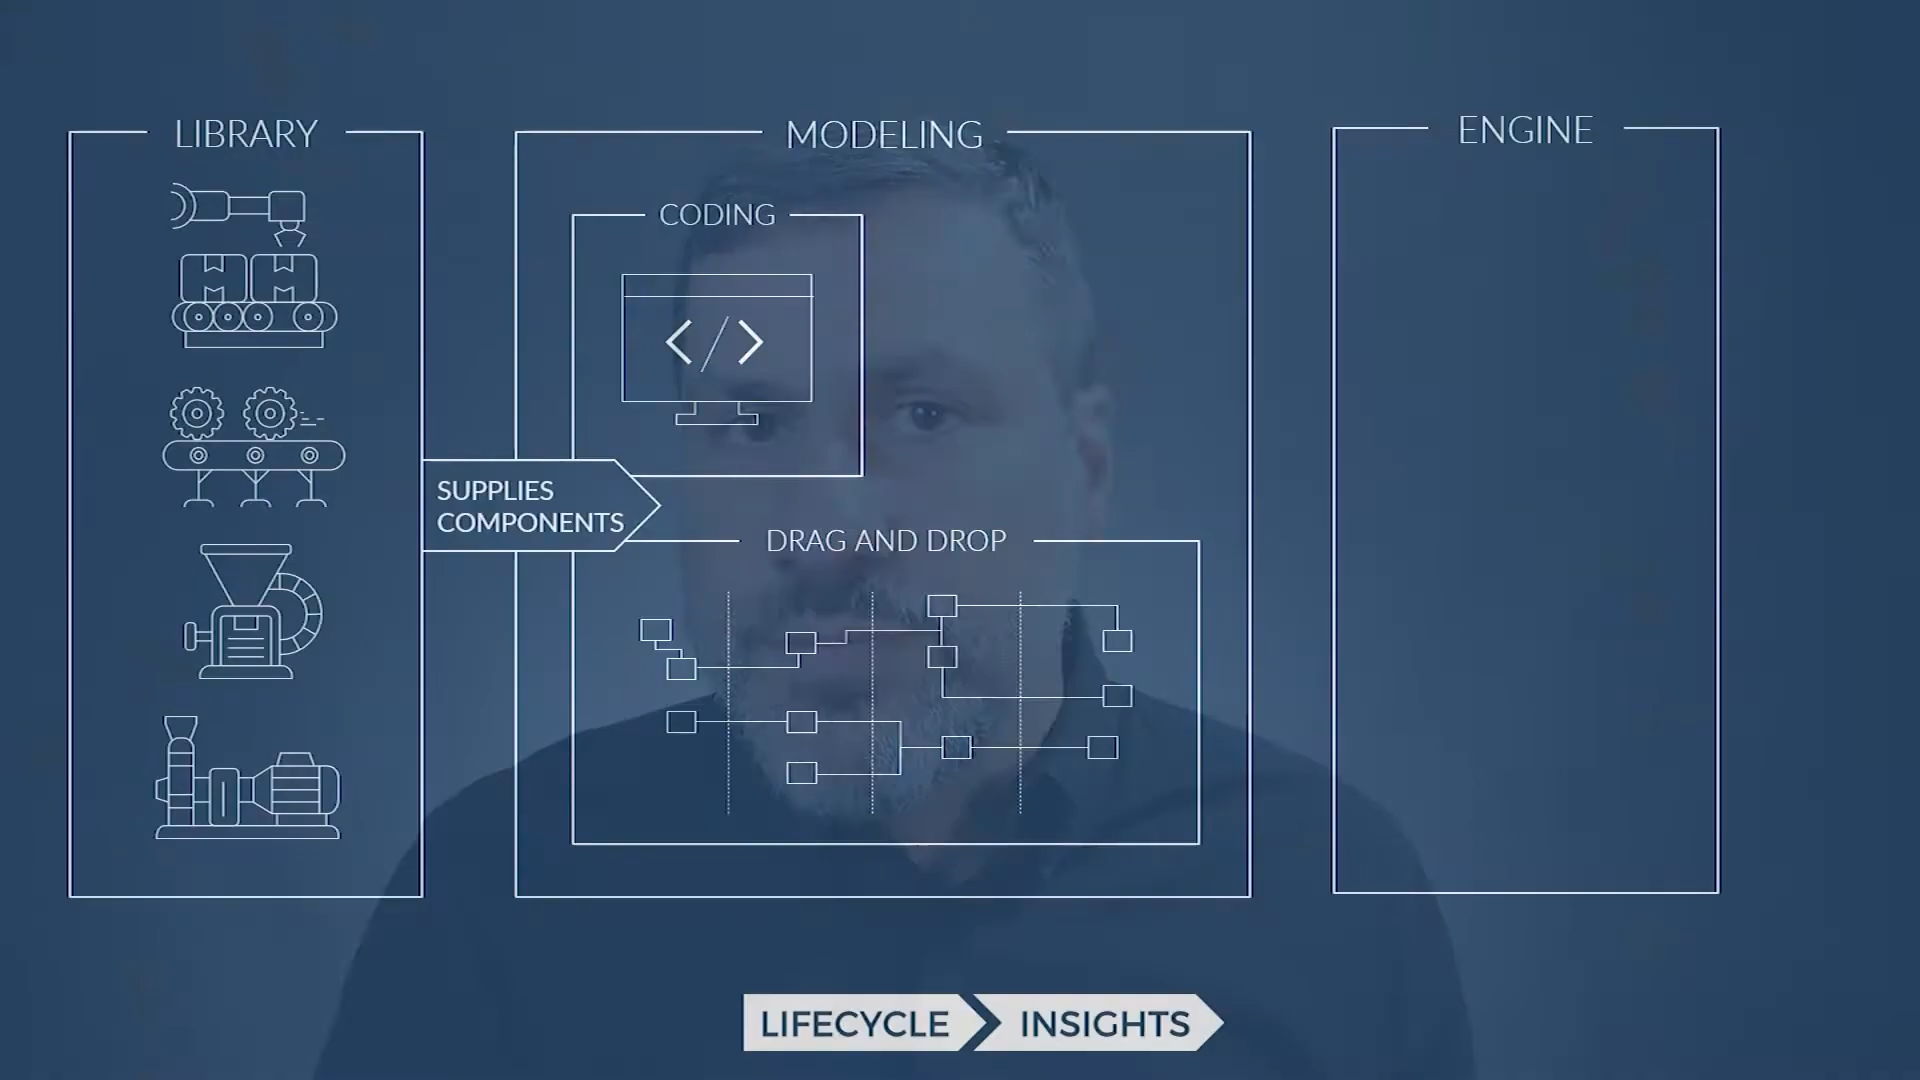 LIBRARY
MODELING
ENGINE
CODING
</>
SUPPLIES
COMPONENTS
DRAG AND DROP
LIFECYCLE INSIGHTS